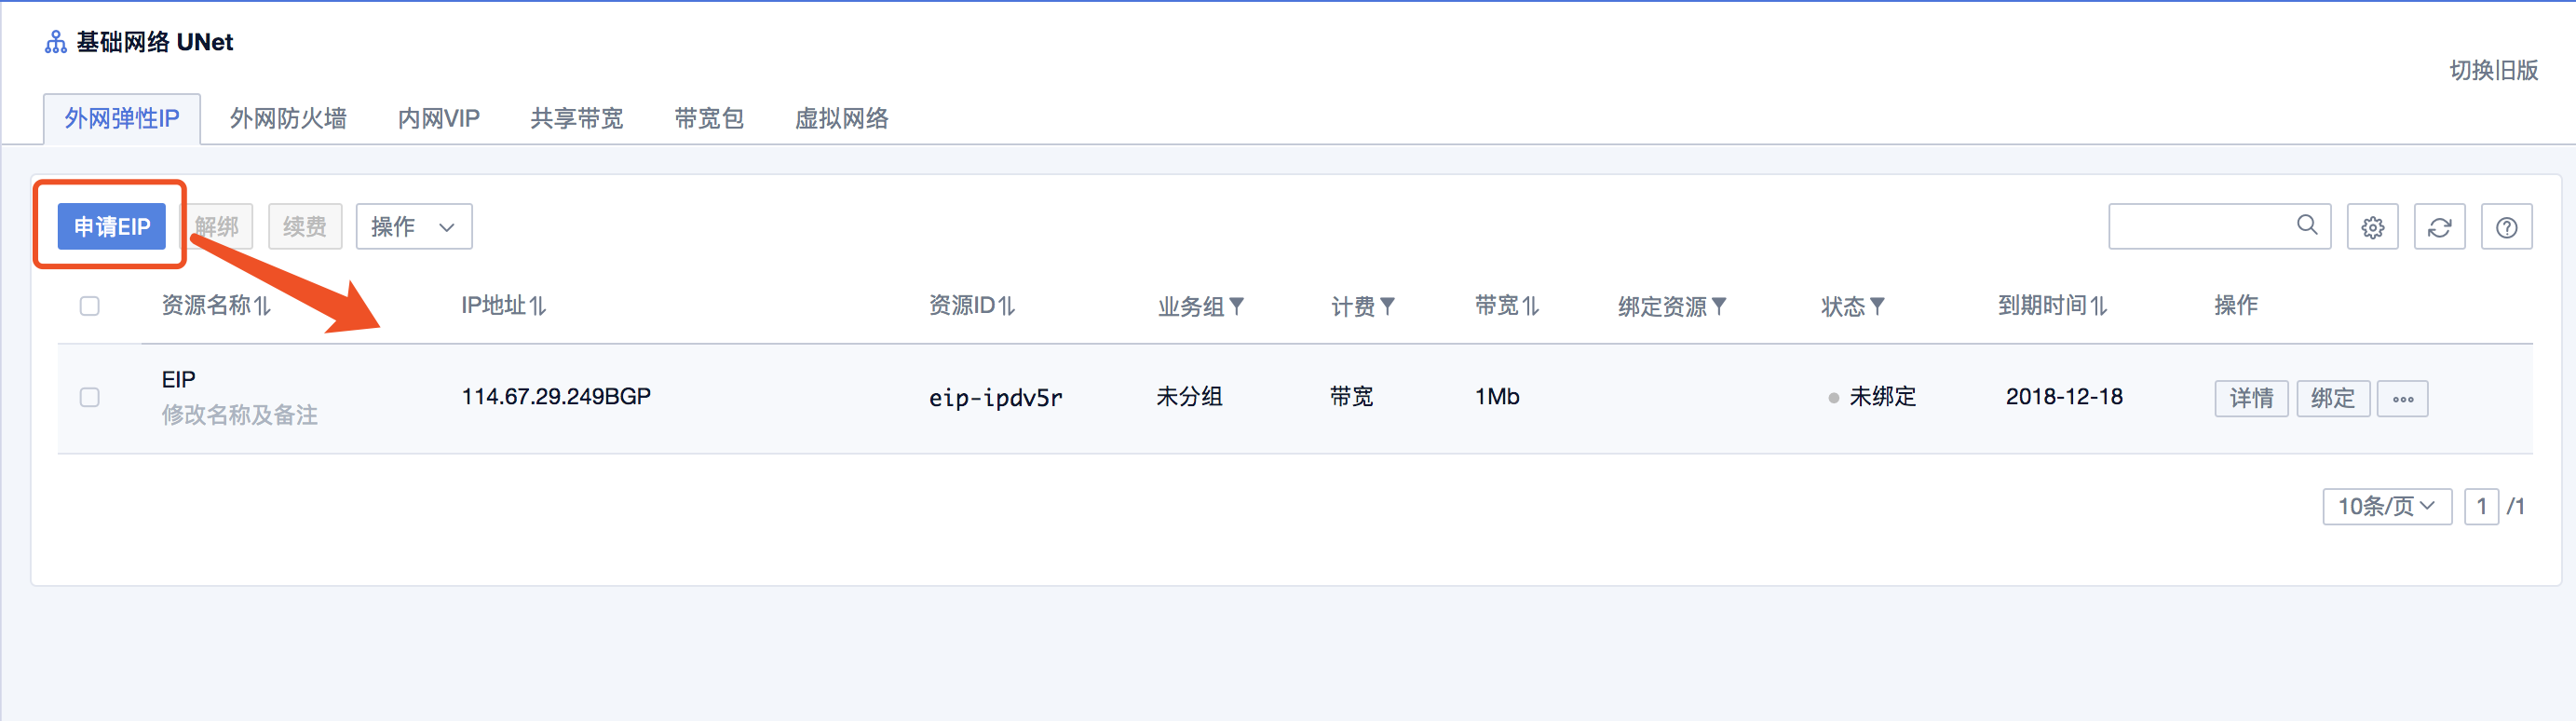 基础网络 UNet
切换旧版
外网弹性IP 外网防火墙 内网VIP 共享带宽 带宽包 虚拟网络
申请EIP 解绑 续费 操作
资源名称 IP地址 资源ID 业务组 计费 带宽 绑定资源 状态 到期时间 操作
EIP
修改名称及备注
114.67.29.249BGP eip-ipdv5r 未分组 带宽 1Mb 未绑定 2018-12-18 详情 绑定 ...
10条/页 1 /1